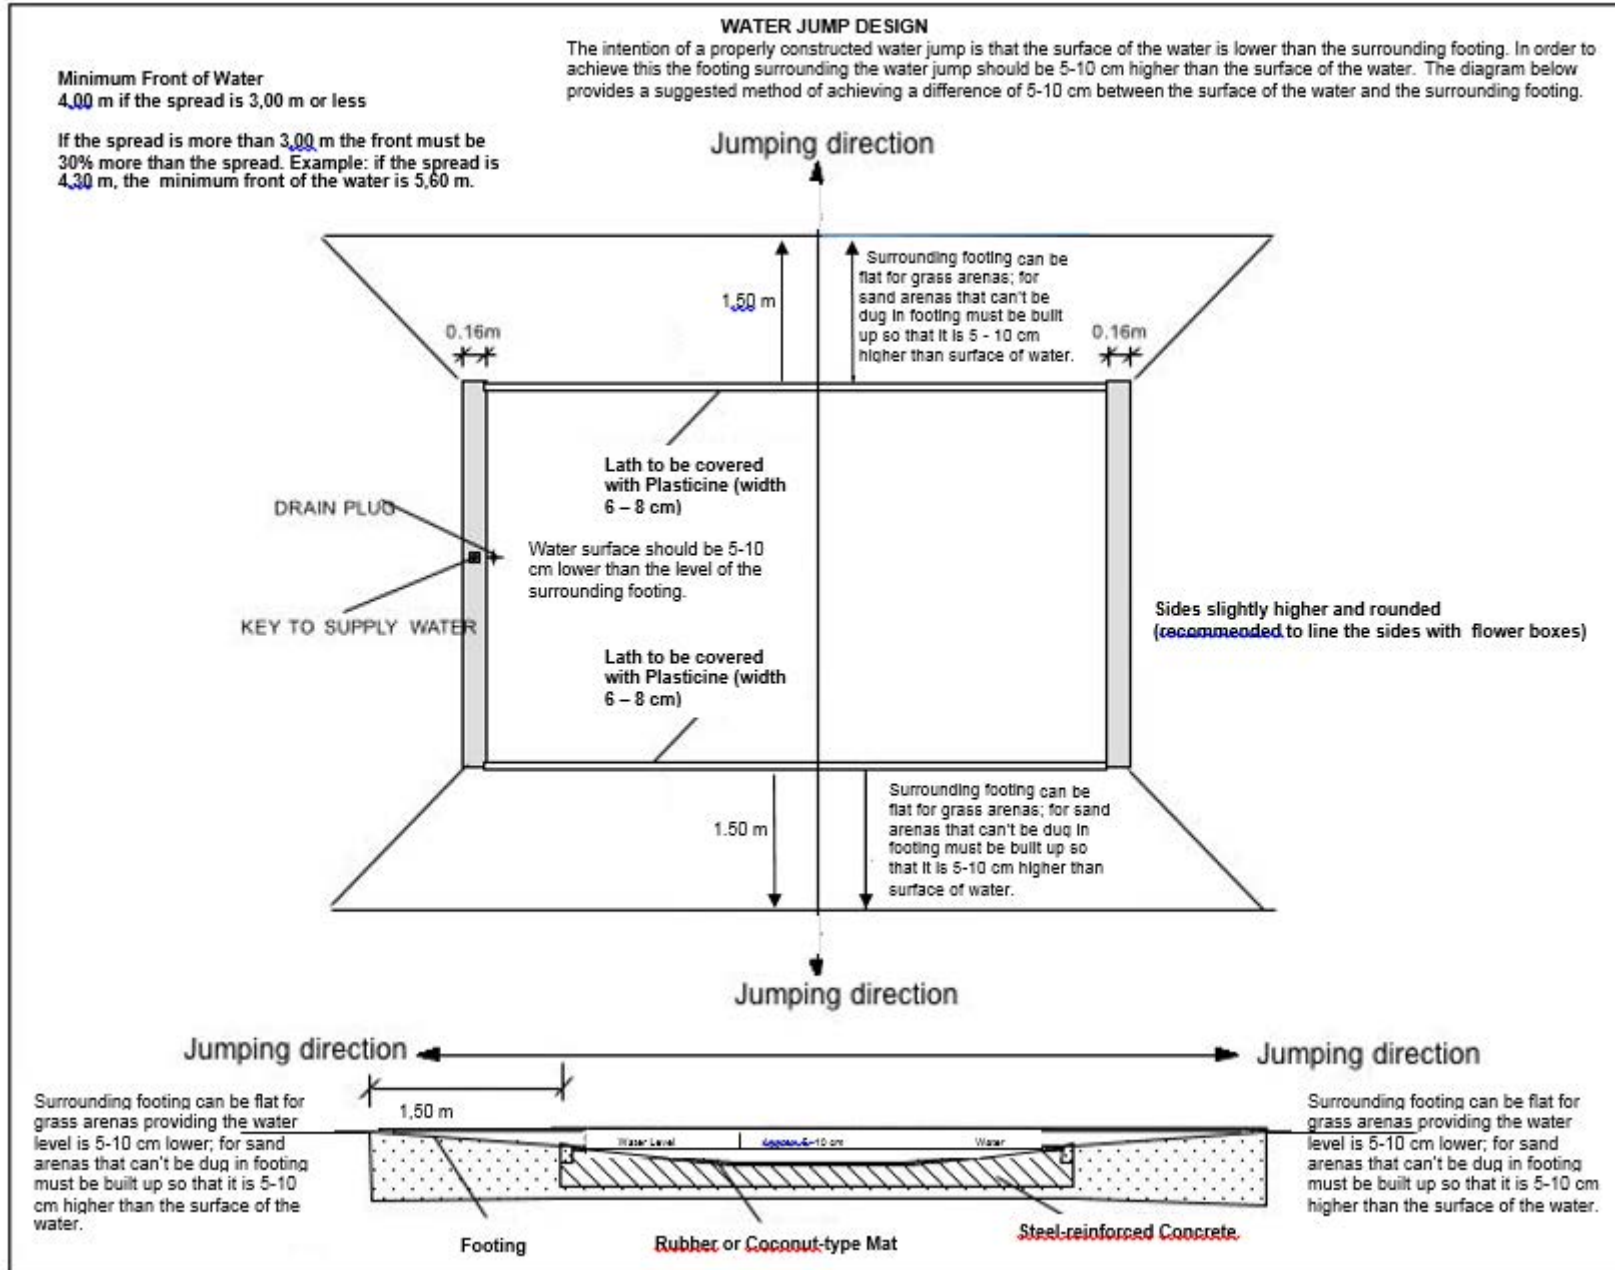 WATER JUMP DESIGN
The intention of a properly constructed water jump is that the surface of the water is lower than the surrounding footing. In order to
achieve this the footing surrounding the water jump should be 5-10 cm higher than the surface of the water. The diagram below
provides a suggested method of achieving a difference of 5-10 cm between the surface of the water and the surrounding footing.
Minimum Front of Water
4,00 m if the spread is 3,00 m or less
If the spread is more than 3,00 m the front must be
30% more than the spread. Example: if the spread is
4,30 m, the minimum front of the water is 5,60 m.
Jumping direction
1,50 m
Surrounding footing can be
flat for grass arenas; for
sand arenas that can't be
dug in footing must be built
up so that it is 5 - 10 cm
higher than surface of water.
0.16m
0.16m
Lath to be covered
with Plasticine (width
6 – 8 cm)
DRAIN PLUG
Water surface should be 5-10
cm lower than the level of the
surrounding footing.
KEY TO SUPPLY WATER
Sides slightly higher and rounded
(recommended to line the sides with flower boxes)
Lath to be covered
with Plasticine (width
6 – 8 cm)
1.50 m
Surrounding footing can be
flat for grass arenas; for sand
arenas that can't be dug in
footing must be built up so
that it is 5-10 cm higher than
surface of water.
Jumping direction
Jumping direction
Jumping direction
Surrounding footing can be flat for
grass arenas providing the water
level is 5-10 cm lower; for sand
arenas that can't be dug in footing
must be built up so that it is 5-10
cm higher than the surface of the
water.
1,50 m
Water Level
10 cm
Water
Surrounding footing can be flat for
grass arenas providing the water
level is 5-10 cm lower; for sand
arenas that can't be dug in footing
must be built up so that it is 5-10 cm
higher than the surface of the water.
Footing
Rubber or Coconut-type Mat
Steel-reinforced Concrete